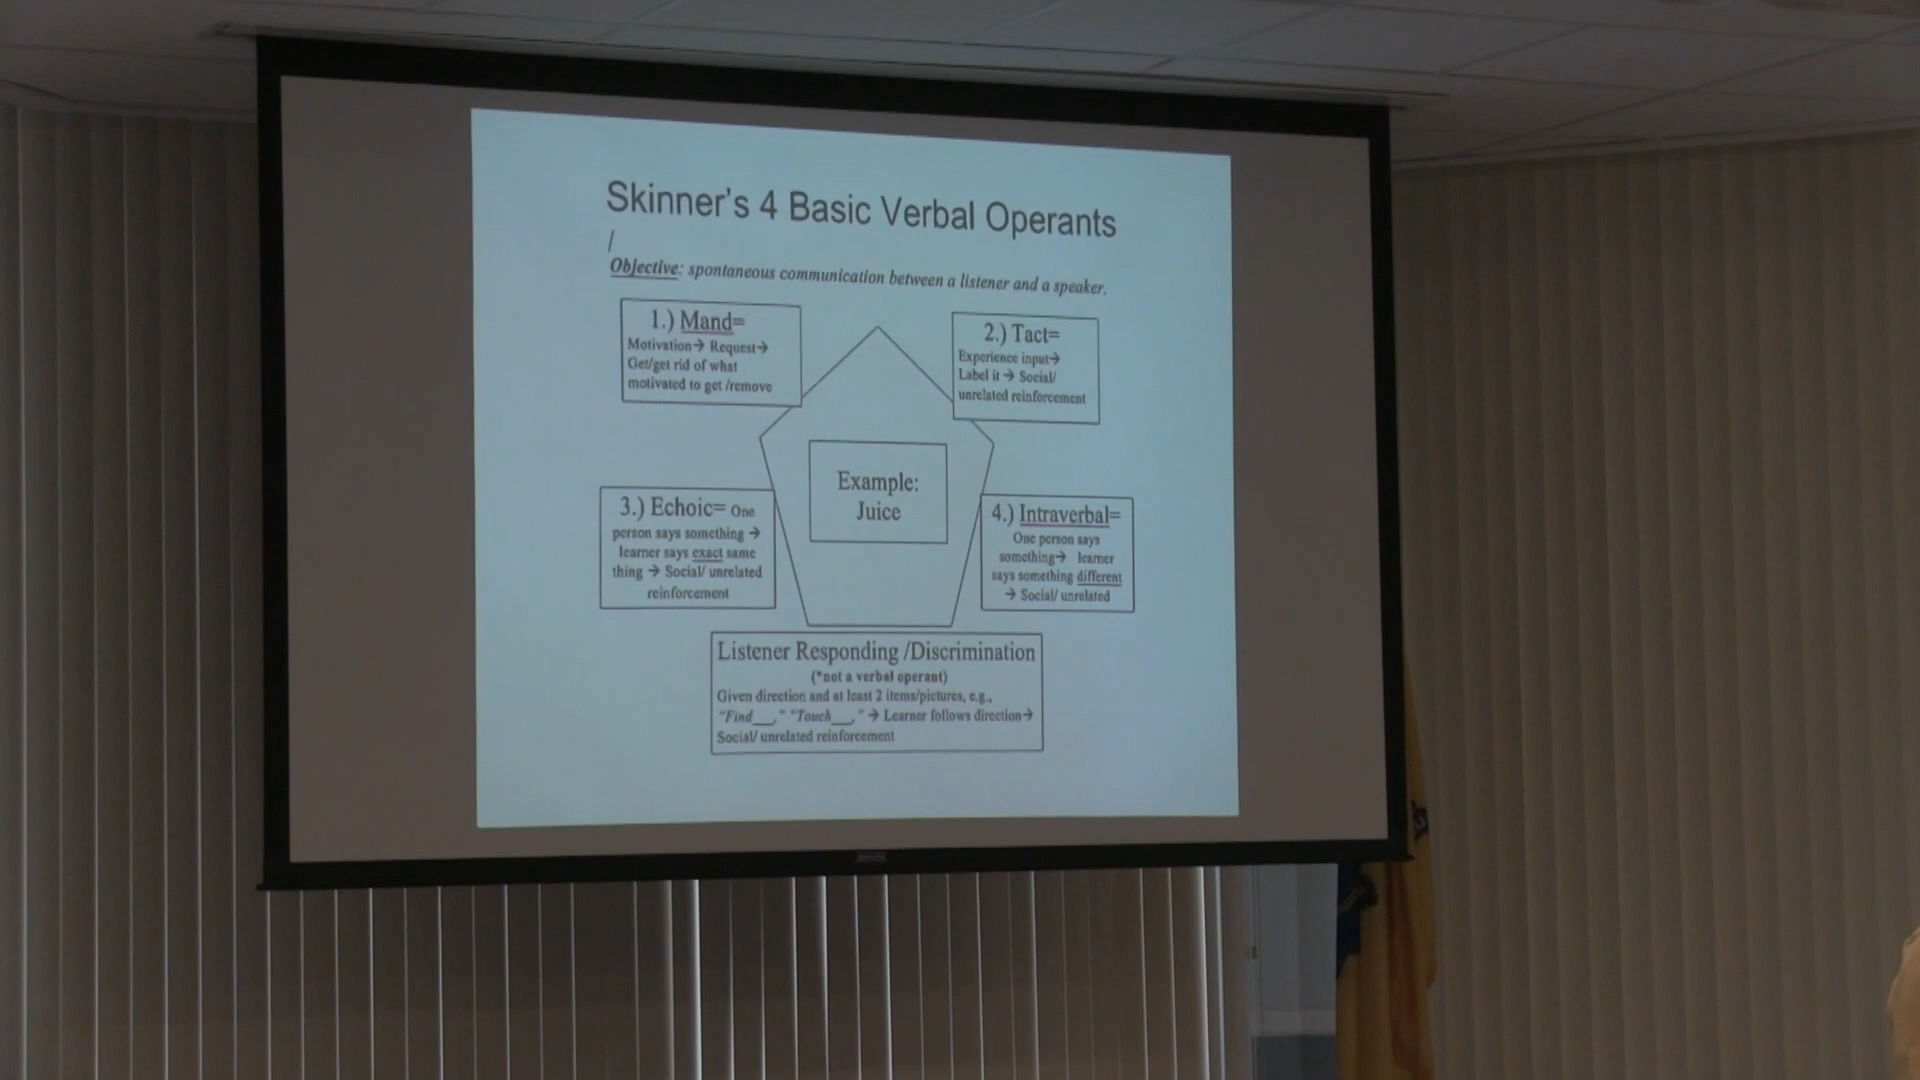 Skinner's 4 Basic Verbal Operants
/
Objective: spontaneous communication between a listener and a speaker.
1.) Mand=
Motivation→ Request→
Get/get rid of what
motivated to get /remove
2.) Tact=
Experience input→
Label it → Social/
unrelated reinforcement
Example:
Juice
3.) Echoic= One
person says something →
learner says exact same
thing → Social/ unrelated
reinforcement
4.) Intraverbal=
One person says
something→ learner
says something different
→ Social/ unrelated
Listener Responding /Discrimination
(*not a verbal operant)
Given direction and at least 2 items/pictures, e.g.,
"Find___," "Touch___," → Learner follows direction→
Social/ unrelated reinforcement